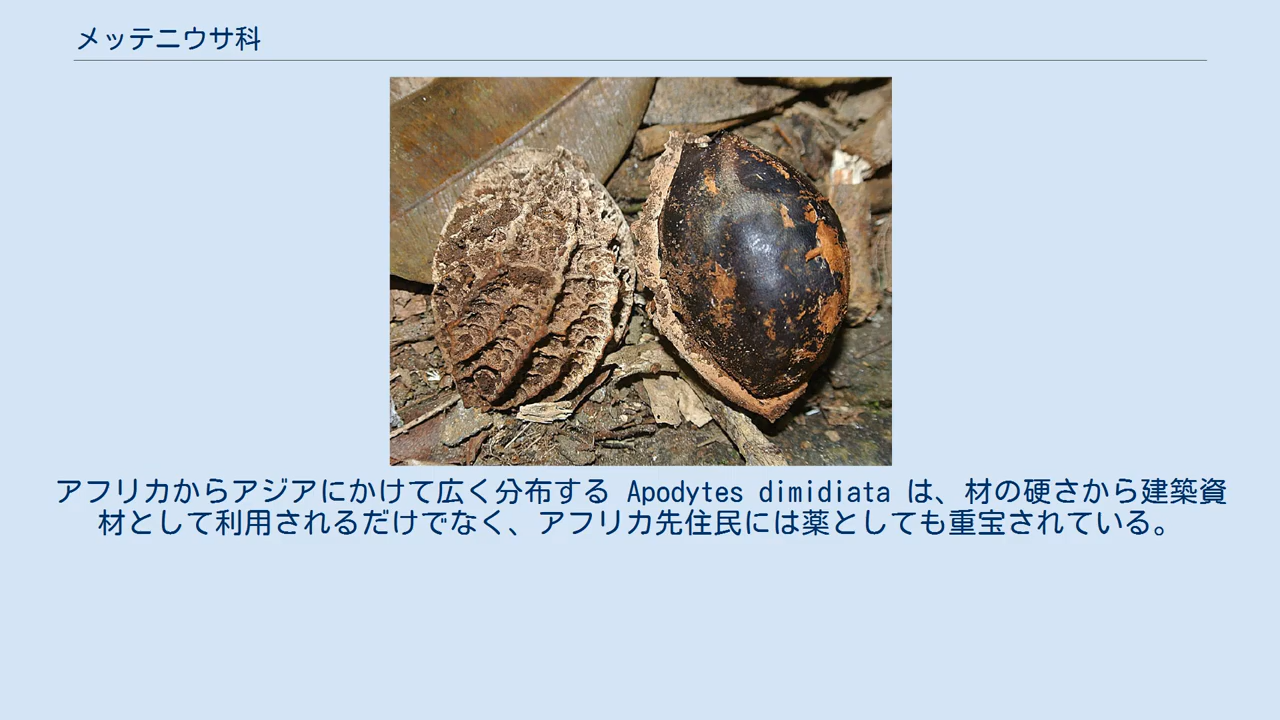 メッテニウサ科
アフリカからアジアにかけて広く分布する Apodytes dimidiata は、材の硬さから建築資
材として利用されるだけでなく、アフリカ先住民には薬としても重宝されている。